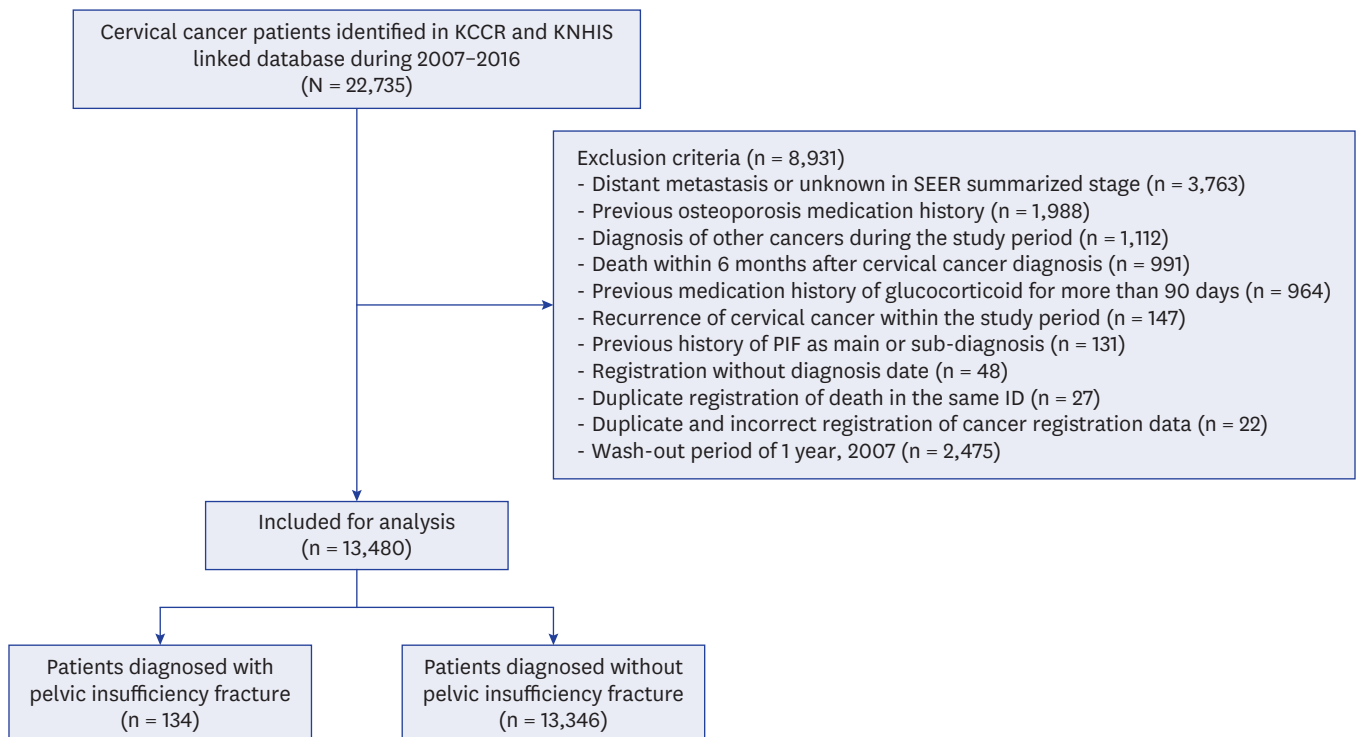 Cervical cancer patients identified in KCCR and KNHIS
linked database during 2007–2016
(N = 22,735)
Exclusion criteria (n = 8,931)
- Distant metastasis or unknown in SEER summarized stage (n = 3,763)
- Previous osteoporosis medication history (n = 1,988)
- Diagnosis of other cancers during the study period (n = 1,112)
- Death within 6 months after cervical cancer diagnosis (n = 991)
- Previous medication history of glucocorticoid for more than 90 days (n = 964)
- Recurrence of cervical cancer within the study period (n = 147)
- Previous history of PIF as main or sub-diagnosis (n = 131)
- Registration without diagnosis date (n = 48)
- Duplicate registration of death in the same ID (n = 27)
- Duplicate and incorrect registration of cancer registration data (n = 22)
- Wash-out period of 1 year, 2007 (n = 2,475)
Included for analysis
(n = 13,480)
Patients diagnosed with
pelvic insufficiency fracture
(n = 134)
Patients diagnosed without
pelvic insufficiency fracture
(n = 13,346)